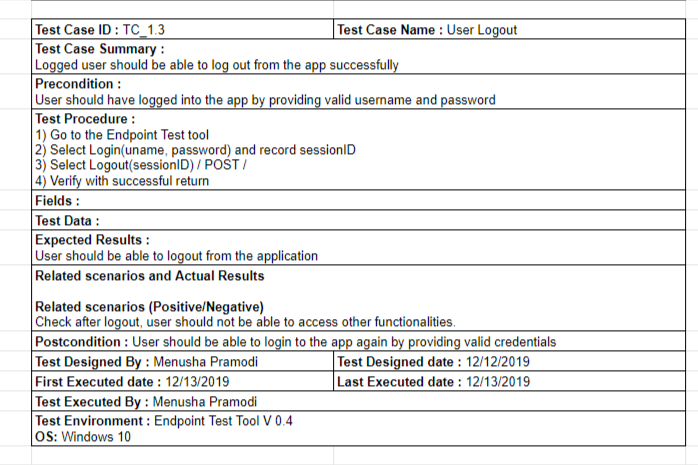 Test Case ID : TC_1.3 Test Case Name : User Logout
Test Case Summary :
Logged user should be able to log out from the app successfully
Precondition :
User should have logged into the app by providing valid username and password
Test Procedure :
1) Go to the Endpoint Test tool
2) Select Login(uname, password) and record sessionID
3) Select Logout(sessionID) / POST /
4) Verify with successful return
Fields :
Test Data :
Expected Results :
User should be able to logout from the application
Related scenarios and Actual Results
Related scenarios (Positive/Negative)
Check after logout, user should not be able to access other functionalities.
Postcondition : User should be able to login to the app again by providing valid credentials
Test Designed By : Menusha Pramodi Test Designed date : 12/12/2019
First Executed date : 12/13/2019 Last Executed date : 12/13/2019
Test Executed By : Menusha Pramodi
Test Environment : Endpoint Test Tool V 0.4
OS: Windows 10